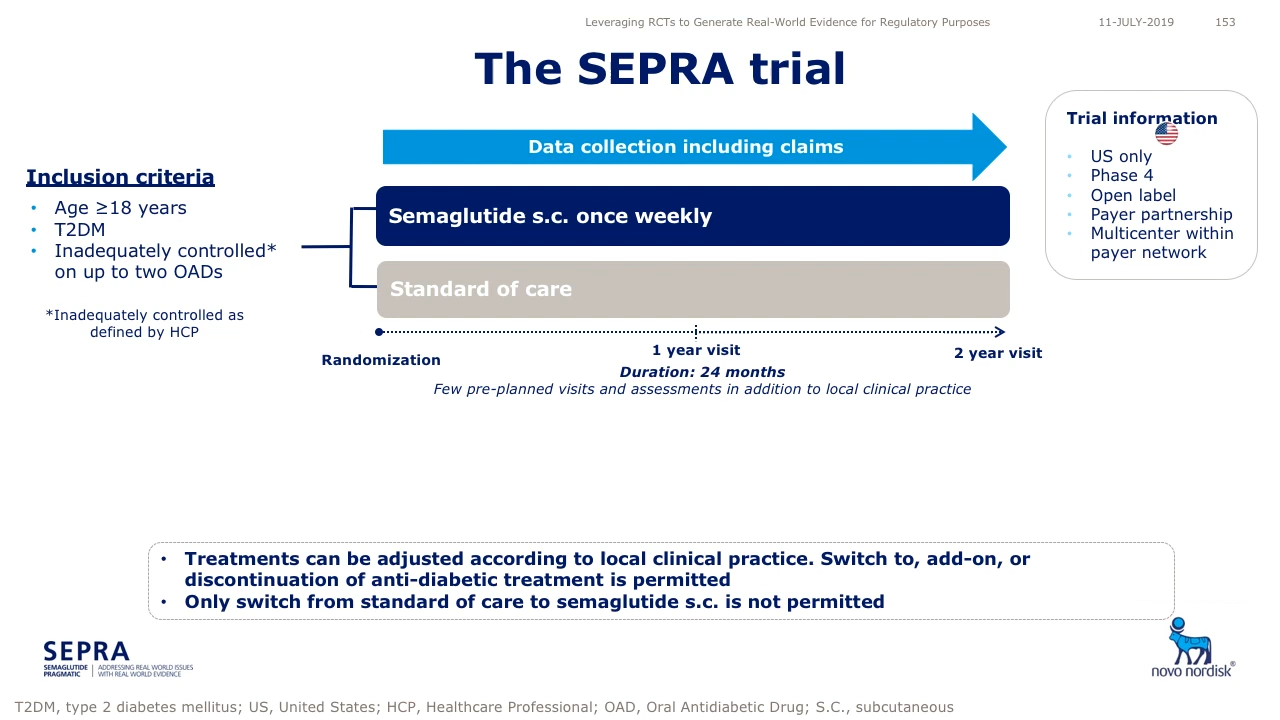 Leveraging RCTs to Generate Real-World Evidence for Regulatory Purposes 11-JULY-2019 153
The SEPRA trial
Trial information
• US only
• Phase 4
• Open label
• Payer partnership
• Multicenter within
payer network
Data collection including claims
Inclusion criteria
• Age ≥18 years
• T2DM
• Inadequately controlled*
on up to two OADs
*Inadequately controlled as
defined by HCP
Semaglutide s.c. once weekly
Standard of care
Randomization
1 year visit
2 year visit
Duration: 24 months
Few pre-planned visits and assessments in addition to local clinical practice
• Treatments can be adjusted according to local clinical practice. Switch to, add-on, or
discontinuation of anti-diabetic treatment is permitted
• Only switch from standard of care to semaglutide s.c. is not permitted
SEPRA
SEMAGLUTIDE
PRAGMATIC
ADDRESSING REAL WORLD ISSUES
WITH REAL WORLD EVIDENCE
novo nordisk®
T2DM, type 2 diabetes mellitus; US, United States; HCP, Healthcare Professional; OAD, Oral Antidiabetic Drug; S.C., subcutaneous